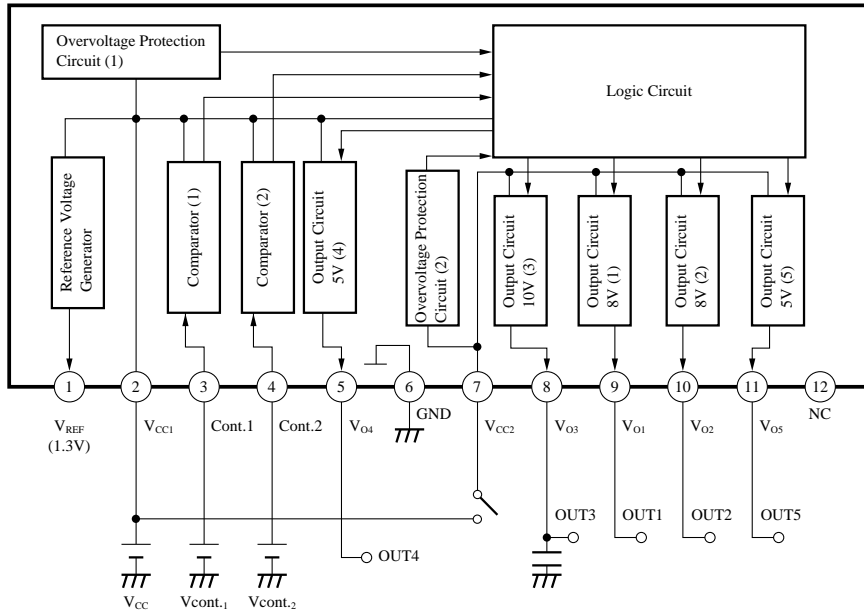 Overvoltage Protection
Circuit (1)
Logic Circuit
Reference Voltage
Generator
Comparator (1)
Comparator (2)
Output Circuit
5V (4)
Overvoltage Protection
Circuit (2)
Output Circuit
10V (3)
Output Circuit
8V (1)
Output Circuit
8V (2)
Output Circuit
5V (5)
1 2 3 4 5 6 7 8 9 10 11 12
VREF
(1.3V)
VCC1
Cont.1
Cont.2
VO4
GND
VCC2
VO3
VO1
VO2
VO5
NC
OUT4
OUT3
OUT1
OUT2
OUT5
VCC
Vcont.1
Vcont.2